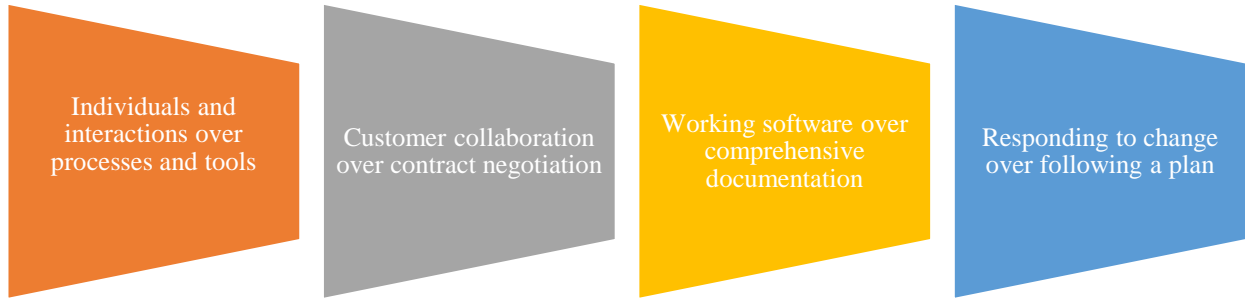 Individuals and
interactions over
processes and tools
Customer collaboration
over contract negotiation
Working software over
comprehensive
documentation
Responding to change
over following a plan